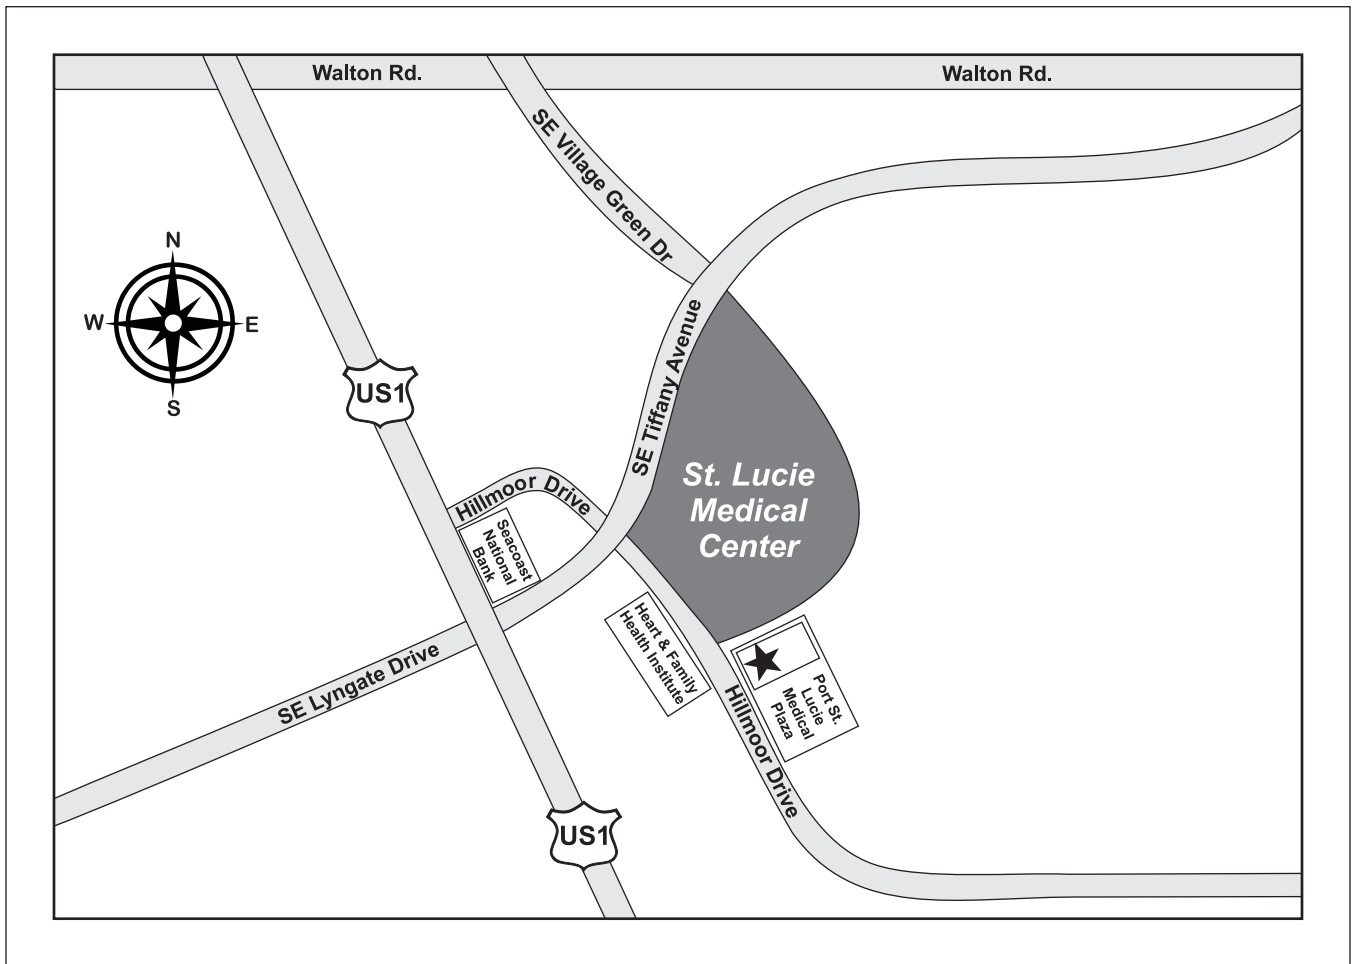 Walton Rd.
Walton Rd.
SE Village Green Dr
N
W
E
S
US1
SE Tiffany Avenue
Hillmoor Drive
Seacoast
National
Bank
St. Lucie
Medical
Center
Heart & Family
Health Institute
SE Lyngate Drive
Port St.
Lucie
Medical
Plaza
Hillmoor Drive
US1